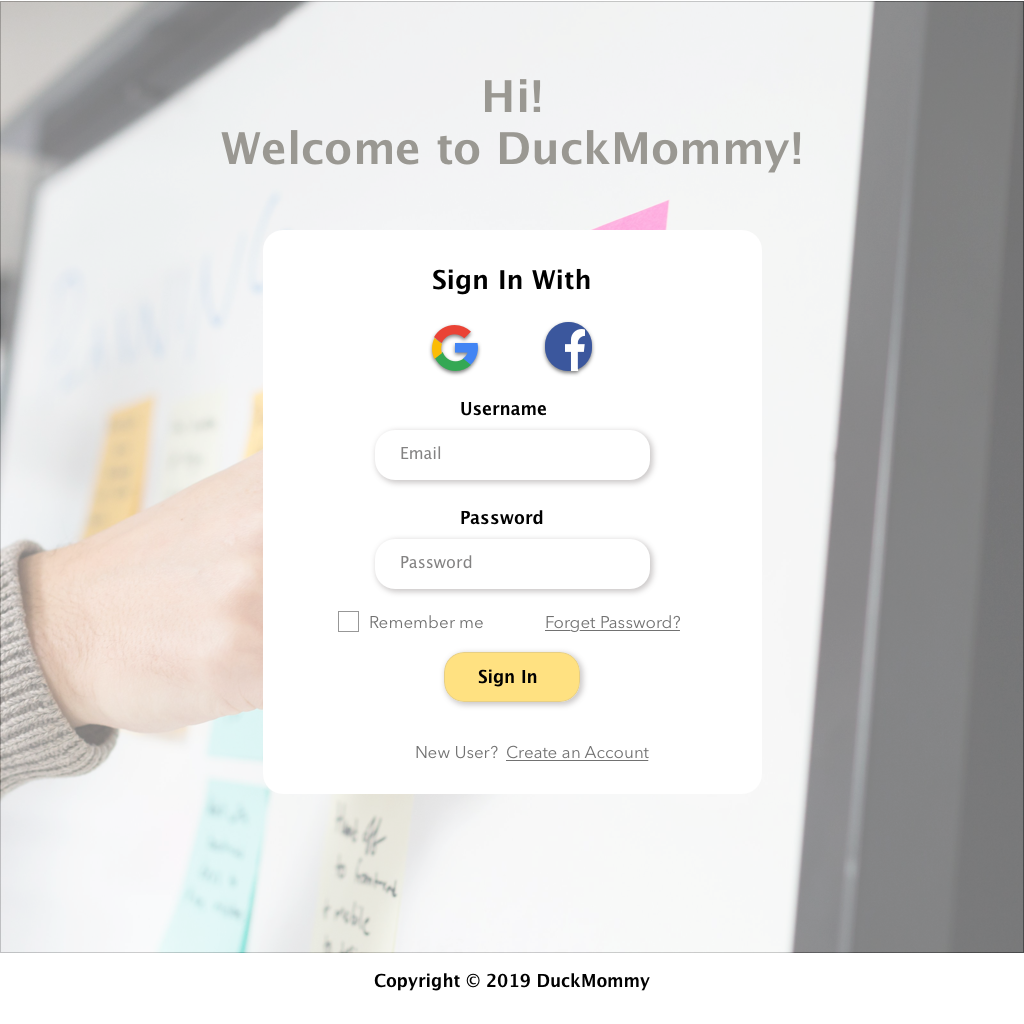 Hi!
Welcome to DuckMommy!
Sign In With
Username
Email
Password
Password
Remember me
Forget Password?
Sign In
New User? Create an Account
to
Copyright © 2019 DuckMommy